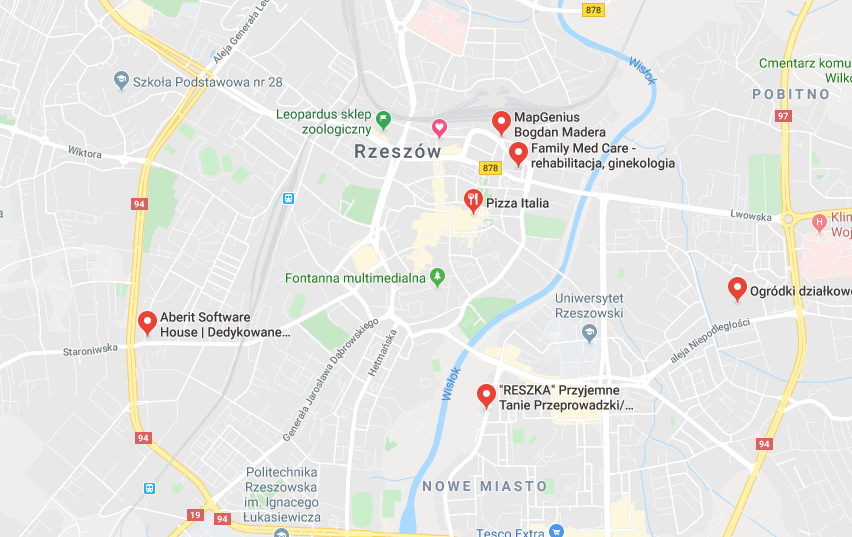 878
Aleja Generała Leo
Wisłok
Szkoła Podstawowa nr 28
Cmentarz komu
Wilko
POBITNO
97
Leopardus sklep
zoologiczny
MapGenius
Bogdan Madera
Rzeszów
Family Med Care -
rehabilitacja, ginekologia
878
Wiktora
94
Pizza Italia
Lwowska
H
Klin
Woj
Fontanna multimedialna
Ogródki działkowe
Uniwersytet
Rzeszowski
Aberit Software
House | Dedykowane...
Staroniwska
Generała Jarosława Dąbrowskiego
Hetmańska
aleja Niepodległości
Wisłok
"RESZKA" Przyjemne
Tanie Przeprowadzki/...
94
94
Politechnika
Rzeszowska
im. Ignacego
Łukasiewicza
NOWE MIASTO
19
94
Tesco Extra